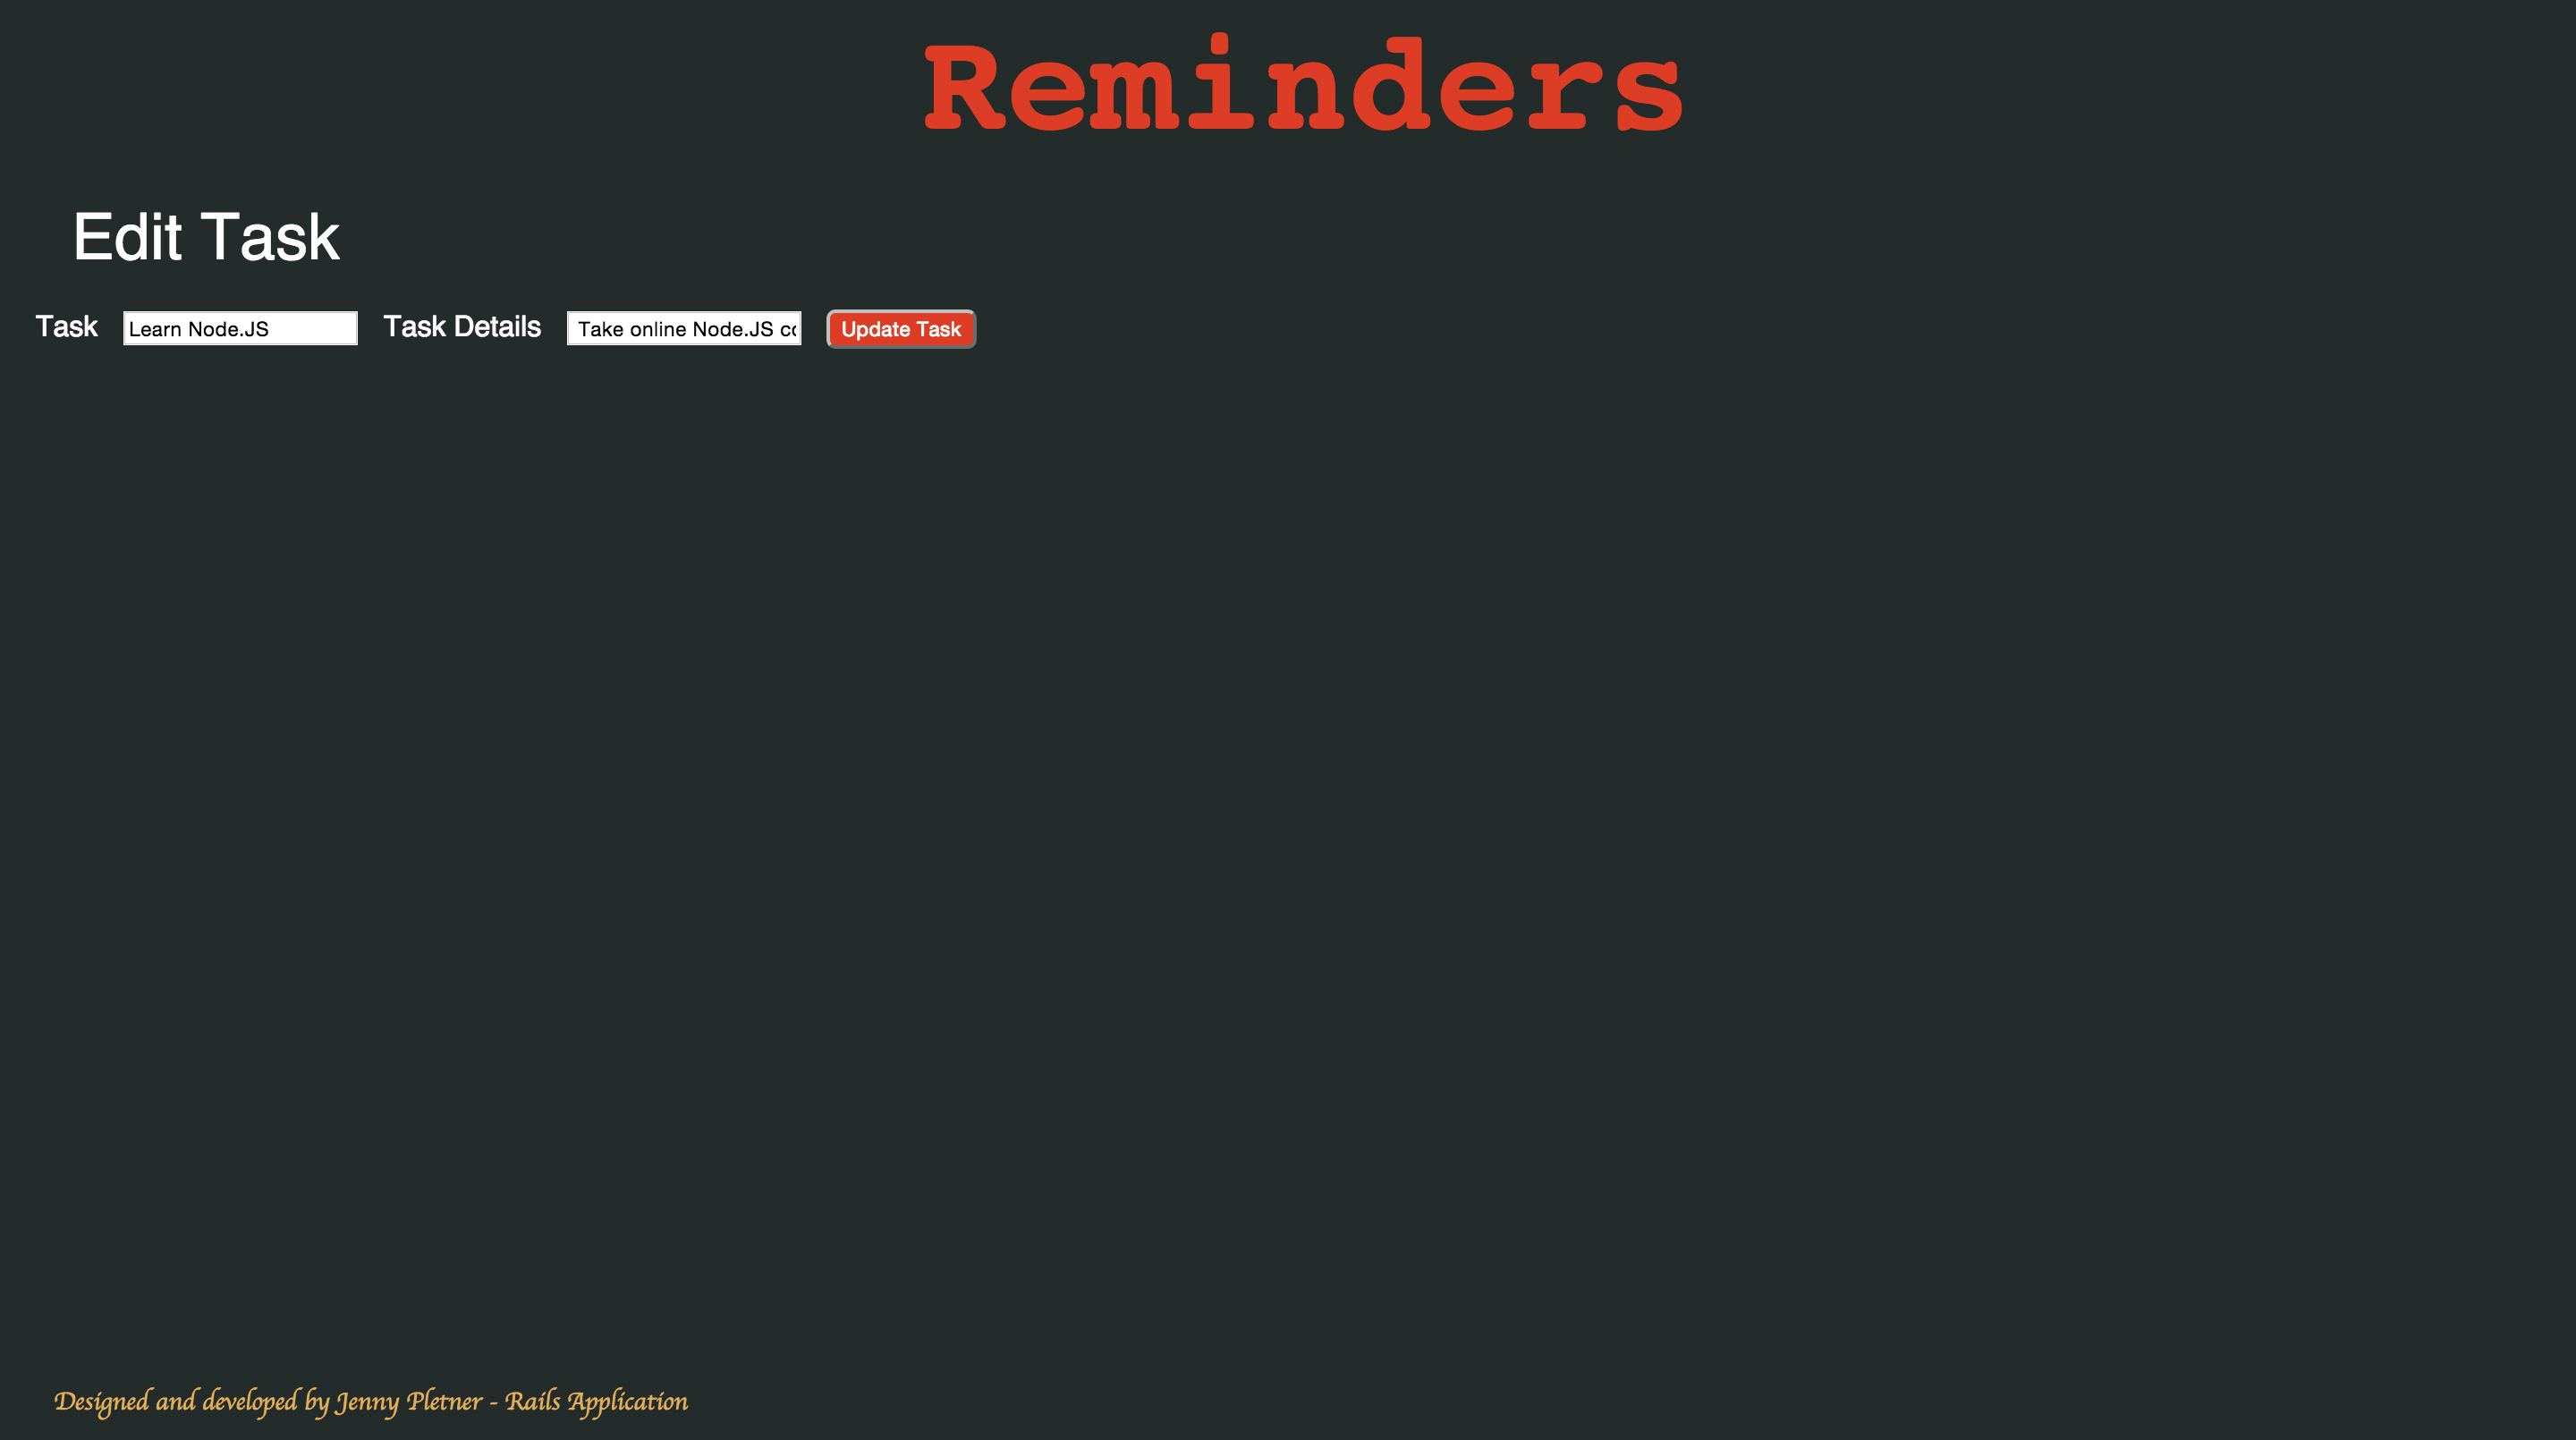 Reminders
Edit Task
Task Learn Node.JS Task Details Take online Node.JS Update Task
Designed and developed by Jenny Pletner - Rails Application